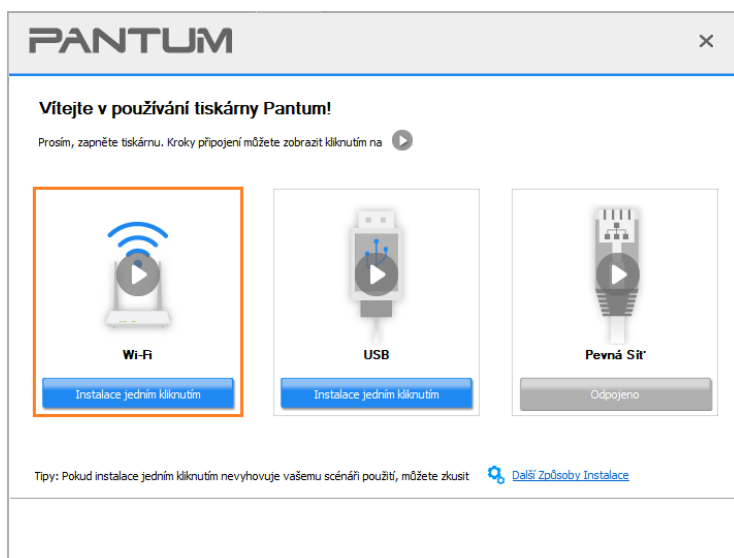 PANTUM
Vítejte v používání tiskárny Pantum!
Prosím, zapněte tiskárnu. Kroky připojení můžete zobrazit kliknutím na
Wi-Fi
USB
Pevná Síť
Instalace jedním kliknutím
Instalace jedním kliknutím
Odpojeno
Tipy: Pokud instalace jedním kliknutím nevyhovuje vašemu scénáři použití, můžete zkusit
Další Způsoby Instalace